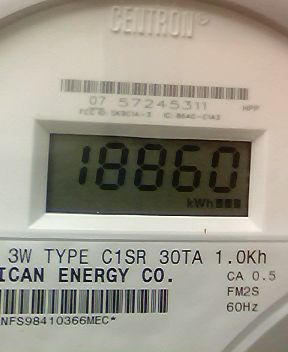 CENTRON®
07 57245311
HPP
18860
kWh
3W TYPE C1SR 30TA 1.0Kh
ICAN ENERGY CO.
CA 0.5
FM2S
60Hz
NFS98410366MEC*